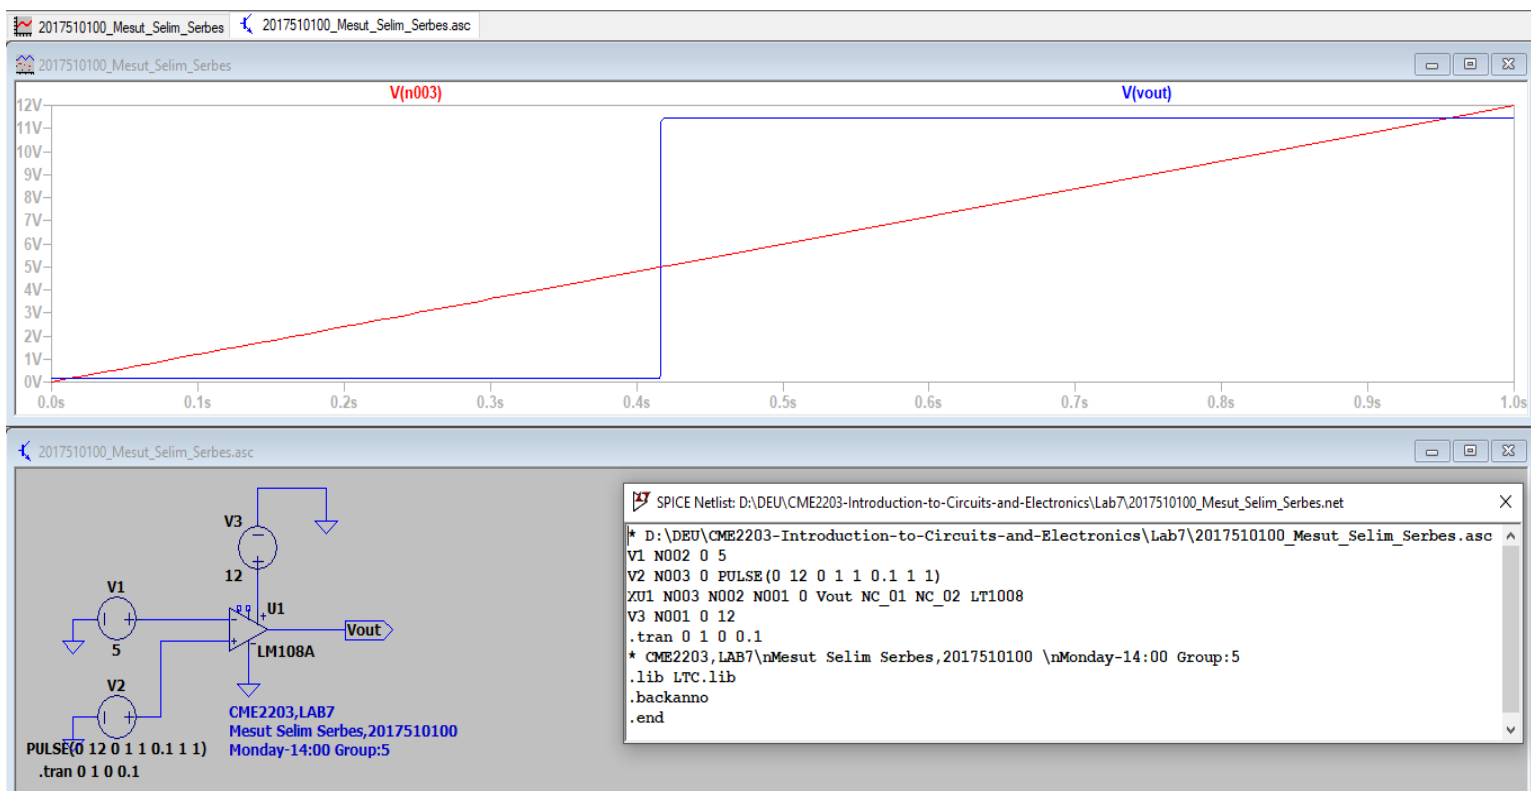 2017510100_Mesut_Selim_Serbes
2017510100_Mesut_Selim_Serbes.asc
2017510100_Mesut_Selim_Serbes
V(n003)
V(vout)
12V
11V
10V
9V
8V
7V
6V
5V
4V
3V
2V
1V
0V
0.0s
0.1s
0.2s
0.3s
0.4s
0.5s
0.6s
0.7s
0.8s
0.9s
1.0s
2017510100_Mesut_Selim_Serbes.asc
V3
12
V1
5
U1
LM108A
Vout
V2
PULSE(0 12 0 1 1 0.1 1 1)
.tran 0 1 0 0.1
CME2203,LAB7
Mesut Selim Serbes,2017510100
Monday-14:00 Group:5
SPICE Netlist: D:\DEU\CME2203-Introduction-to-Circuits-and-Electronics\Lab7\2017510100_Mesut_Selim_Serbes.net
* D:\DEU\CME2203-Introduction-to-Circuits-and-Electronics\Lab7\2017510100_Mesut_Selim_Serbes.asc
V1 N002 0 5
V2 N003 0 PULSE(0 12 0 1 1 0.1 1 1)
XU1 N003 N002 N001 0 Vout NC_01 NC_02 LT1008
V3 N001 0 12
.tran 0 1 0 0.1
* CME2203,LAB7\nMesut Selim Serbes,2017510100 \nMonday-14:00 Group:5
.lib LTC.lib
.backanno
.end